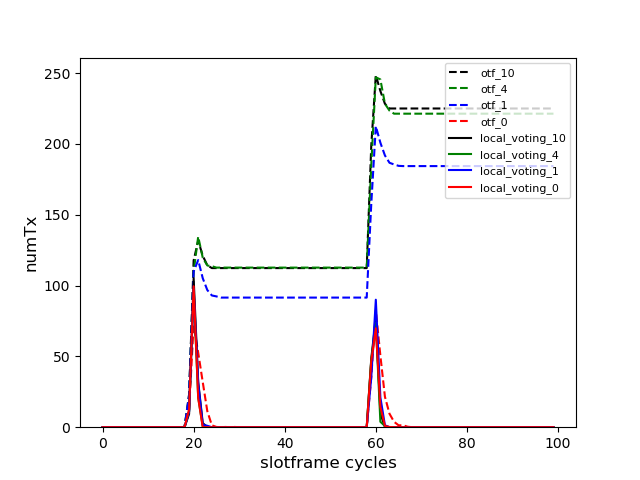 250
200
150
100
50
0
numTx
0 20 40 60 80 100
slotframe cycles
otf_10
otf_4
otf_1
otf_0
local_voting_10
local_voting_4
local_voting_1
local_voting_0